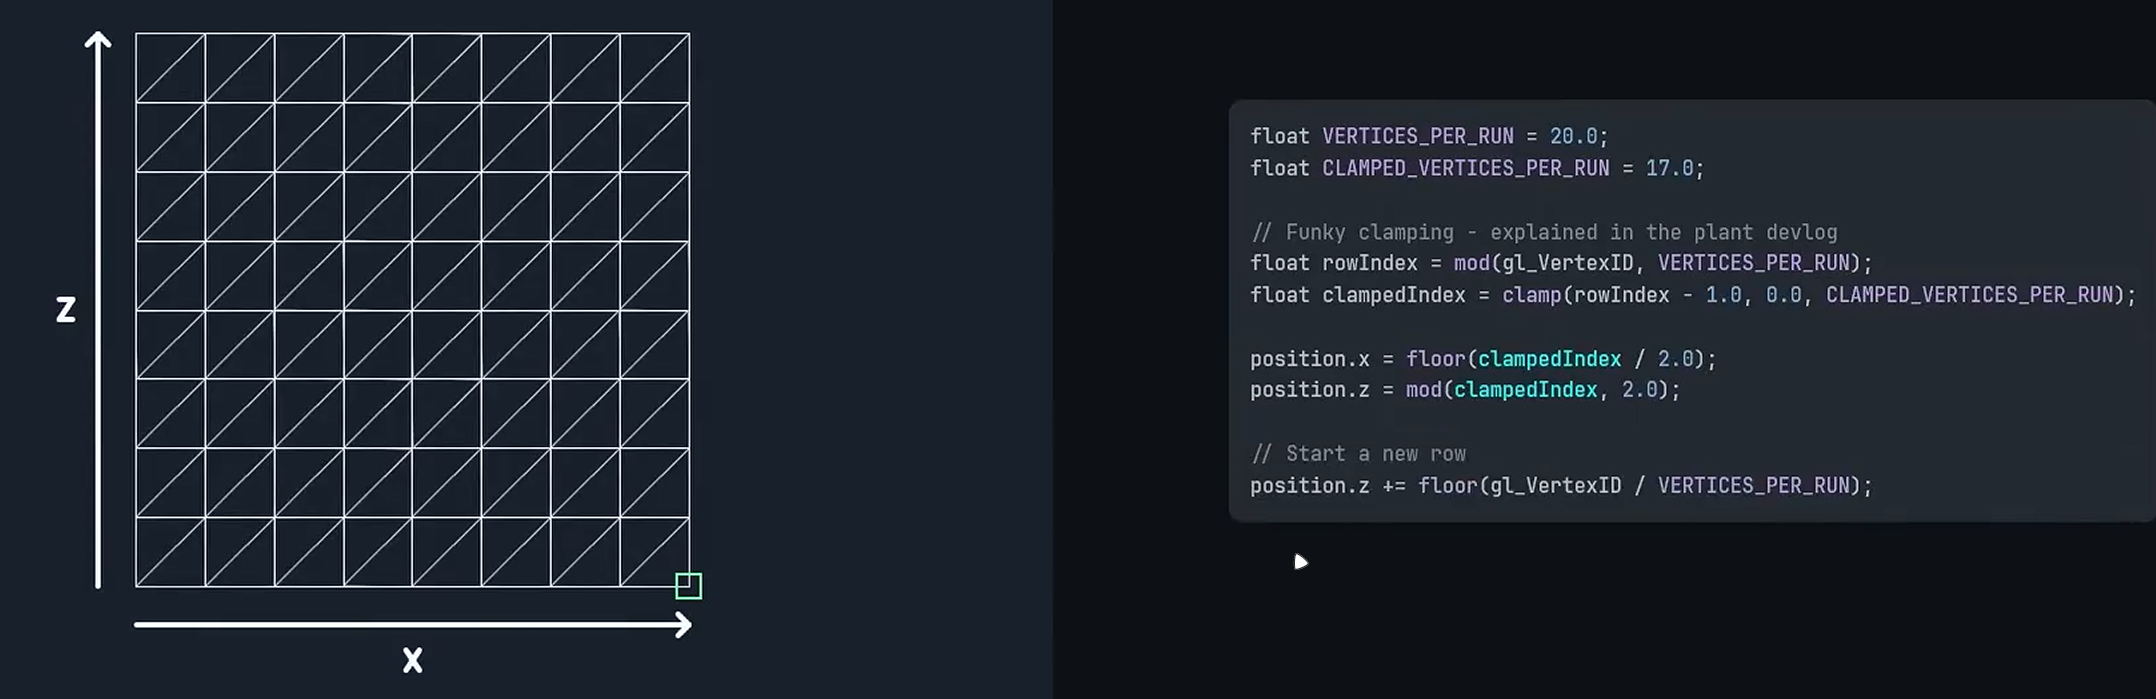 Z
X
float VERTICES_PER_RUN = 20.0;
float CLAMPED_VERTICES_PER_RUN = 17.0;
// Funky clamping - explained in the plant devlog
float rowIndex = mod(gl_VertexID, VERTICES_PER_RUN);
float clampedIndex = clamp(rowIndex - 1.0, 0.0, CLAMPED_VERTICES_PER_RUN);
position.x = floor(clampedIndex / 2.0);
position.z = mod(clampedIndex, 2.0);
// Start a new row
position.z += floor(gl_VertexID / VERTICES_PER_RUN);